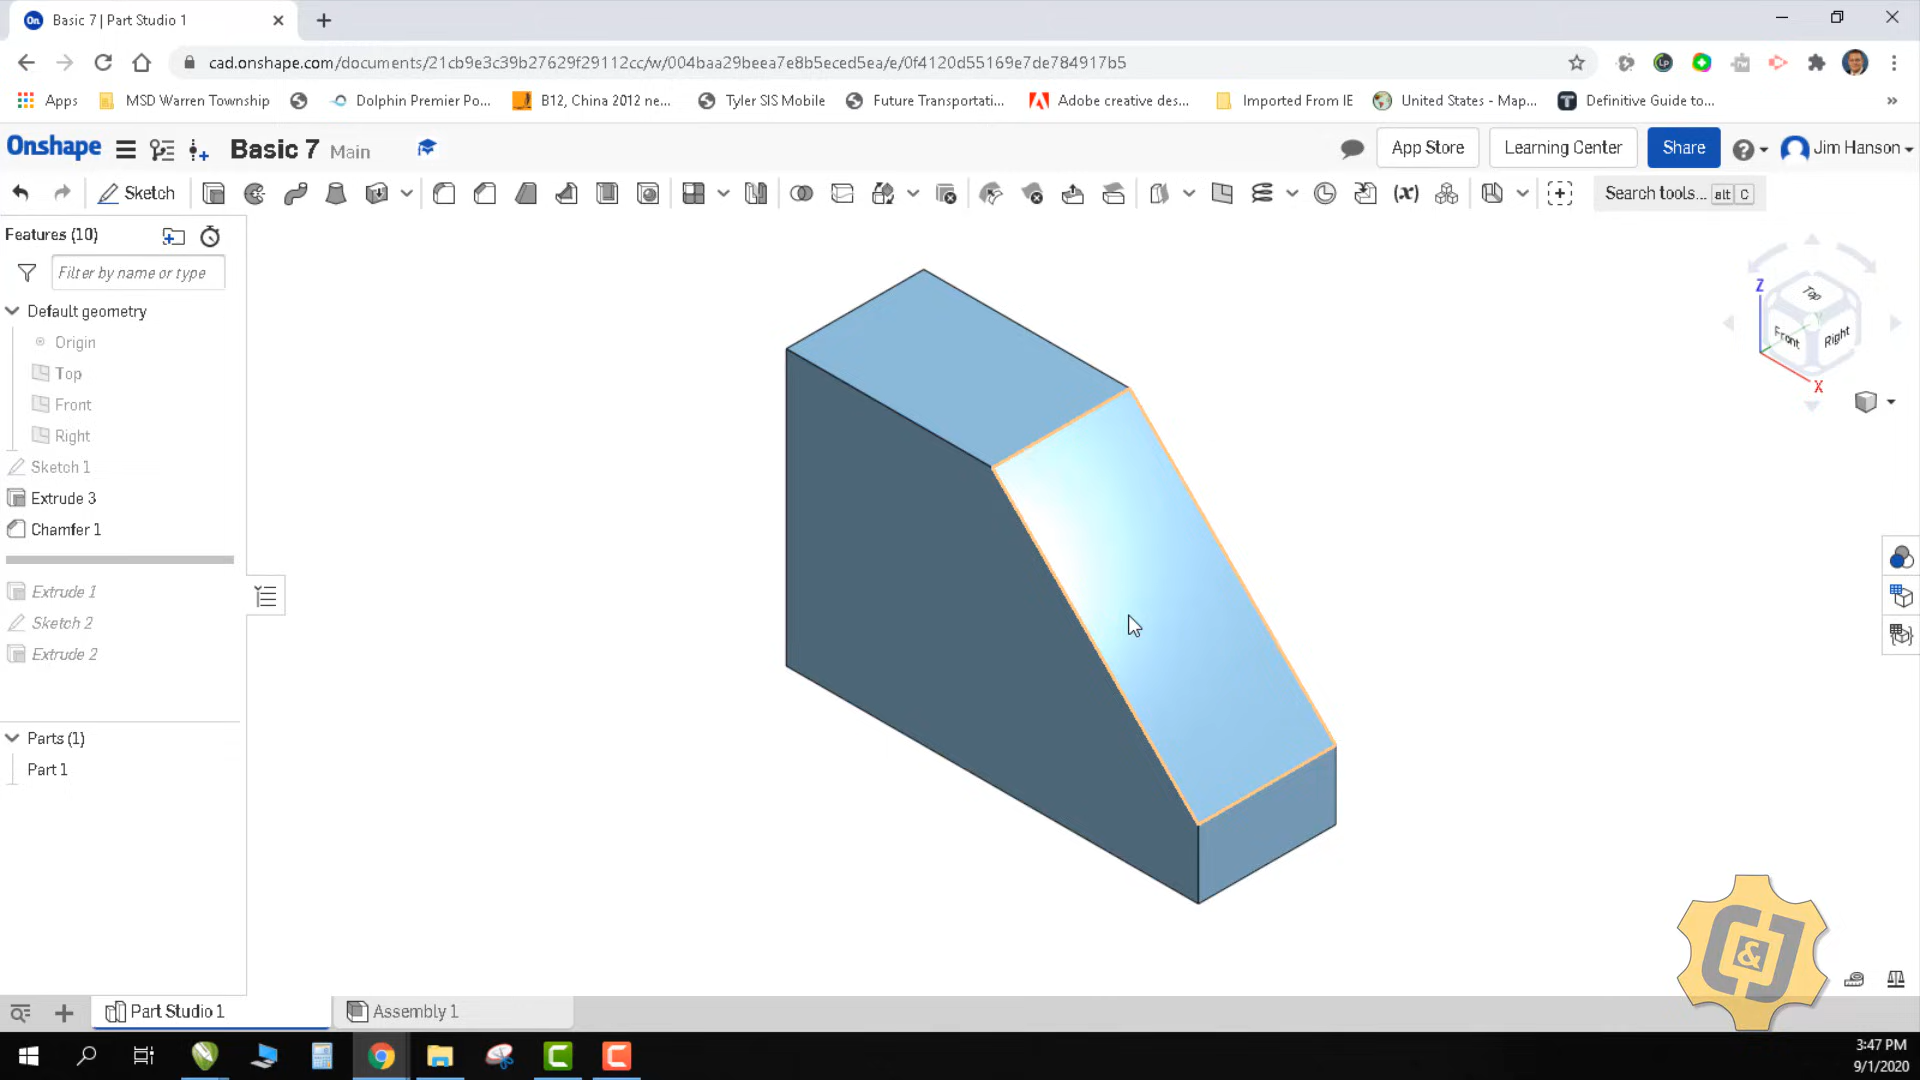 Basic 7 | Part Studio 1
cad.onshape.com/documents/21cb9e3c39b27629f29112cc/w/004baa29beea7e8b5eced5ea/e/0f4120d55169e7de784917b5
Apps MSD Warren Township Dolphin Premier Po... B12, China 2012 ne... Tyler SIS Mobile Future Transportati... Adobe creative des... Imported From IE United States - Map... Definitive Guide to... »
Onshape Basic 7 Main App Store Learning Center Share Jim Hanson
Sketch (x) Search tools... alt C
Features (10)
Filter by name or type
Default geometry
Origin
Top
Front
Right
Sketch 1
Extrude 3
Chamfer 1
Extrude 1
Sketch 2
Extrude 2
Parts (1)
Part 1
Z
Top
Front
Right
X
C&J
Part Studio 1 Assembly 1
3:47 PM
9/1/2020